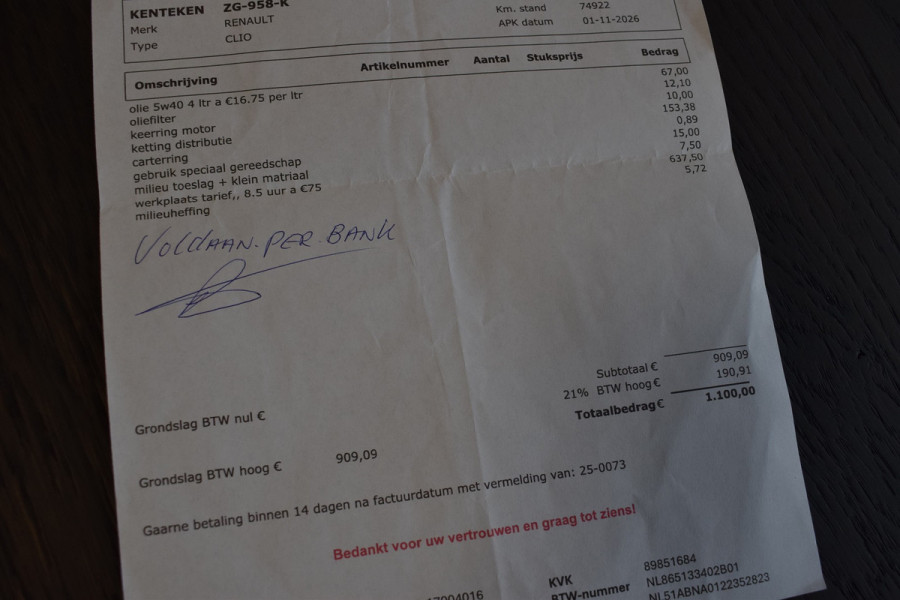 KENTEKEN ZG-958-K Km. stand 74922
Merk RENAULT APK datum 01-11-2026
Type CLIO
Omschrijving Artikelnummer Aantal Stuksprijs Bedrag
olie 5w40 4 ltr a €16.75 per ltr 67,00
oliefilter 12,10
keerring motor 10,00
ketting distributie 153,38
carterring 0,89
gebruik speciaal gereedschap 15,00
milieu toeslag + klein matriaal 7,50
werkplaats tarief,, 8.5 uur a €75 637,50
milieuheffing 5,72
VOLDAAN.PER.BANK
Subtotaal € 909,09
21% BTW hoog € 190,91
Totaalbedrag € 1.100,00
Grondslag BTW nul €
Grondslag BTW hoog € 909,09
Gaarne betaling binnen 14 dagen na factuurdatum met vermelding van: 25-0073
Bedankt voor uw vertrouwen en graag tot ziens!
KVK 89851684
BTW-nummer NL865133402B01
NL51ABNA0122352823